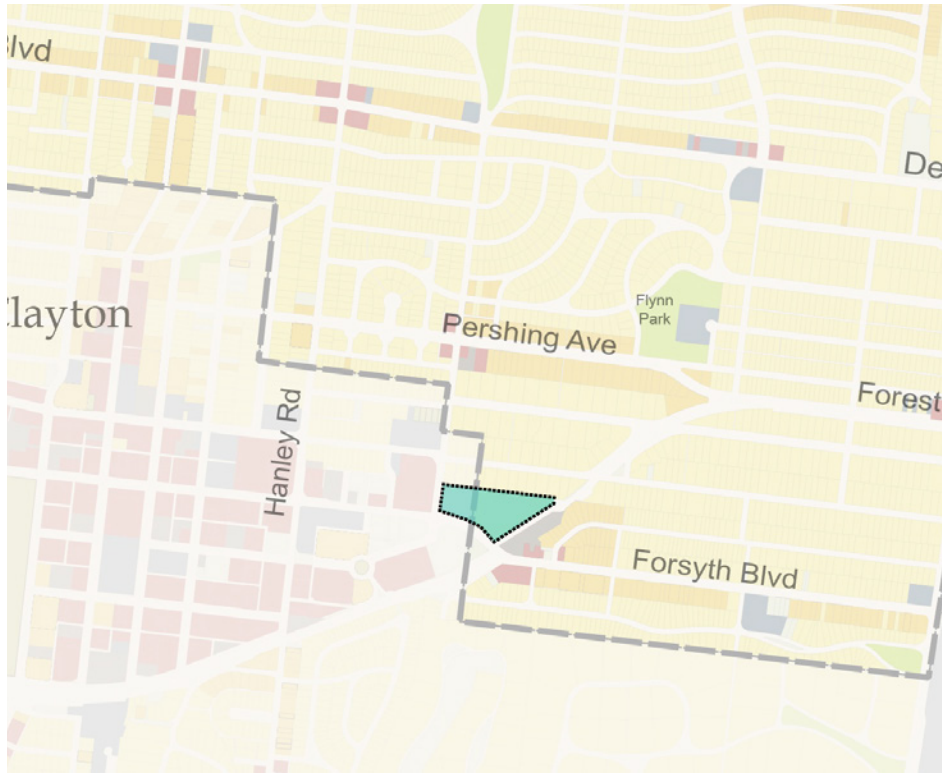 Blvd
De
Clayton
Flynn
Park
Pershing Ave
Forest
Hanley Rd
Forsyth Blvd